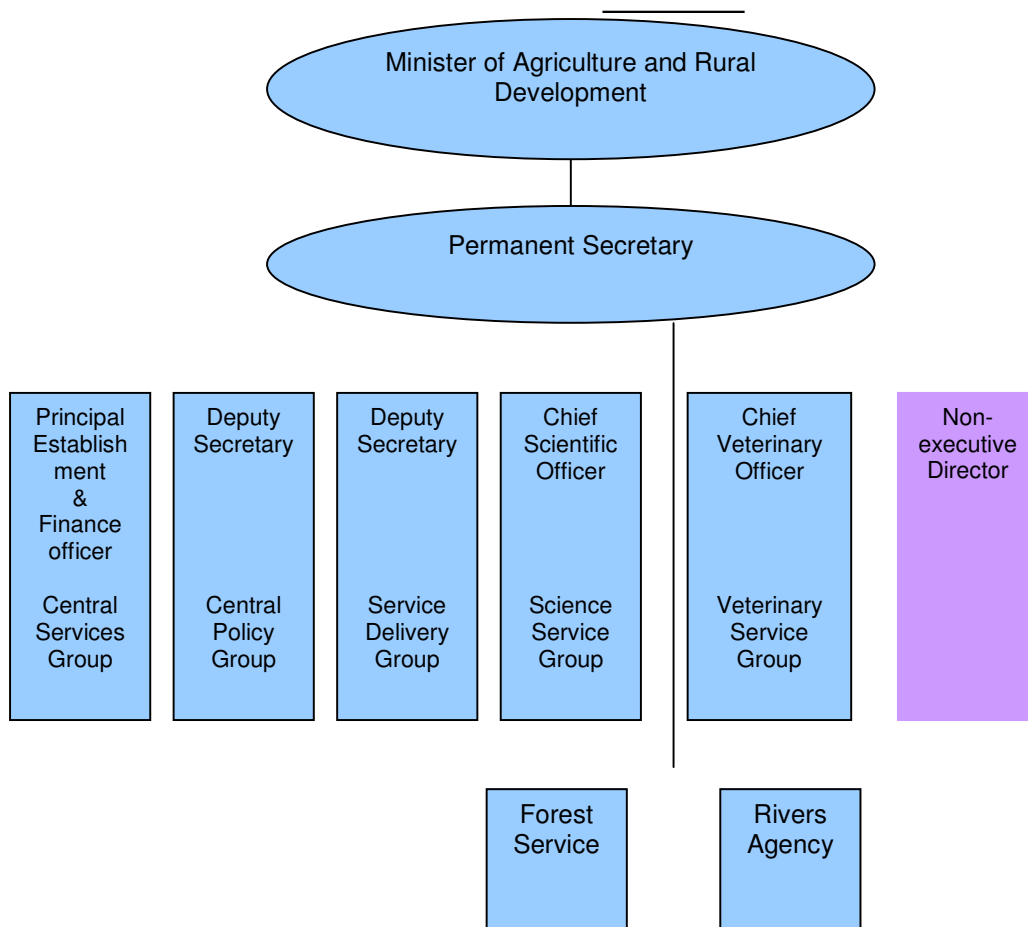 Minister of Agriculture and Rural
Development
Permanent Secretary
Principal
Establish
ment
&
Finance
officer
Central
Services
Group
Deputy
Secretary
Central
Policy
Group
Deputy
Secretary
Service
Delivery
Group
Chief
Scientific
Officer
Science
Service
Group
Chief
Veterinary
Officer
Veterinary
Service
Group
Non-
executive
Director
Forest
Service
Rivers
Agency